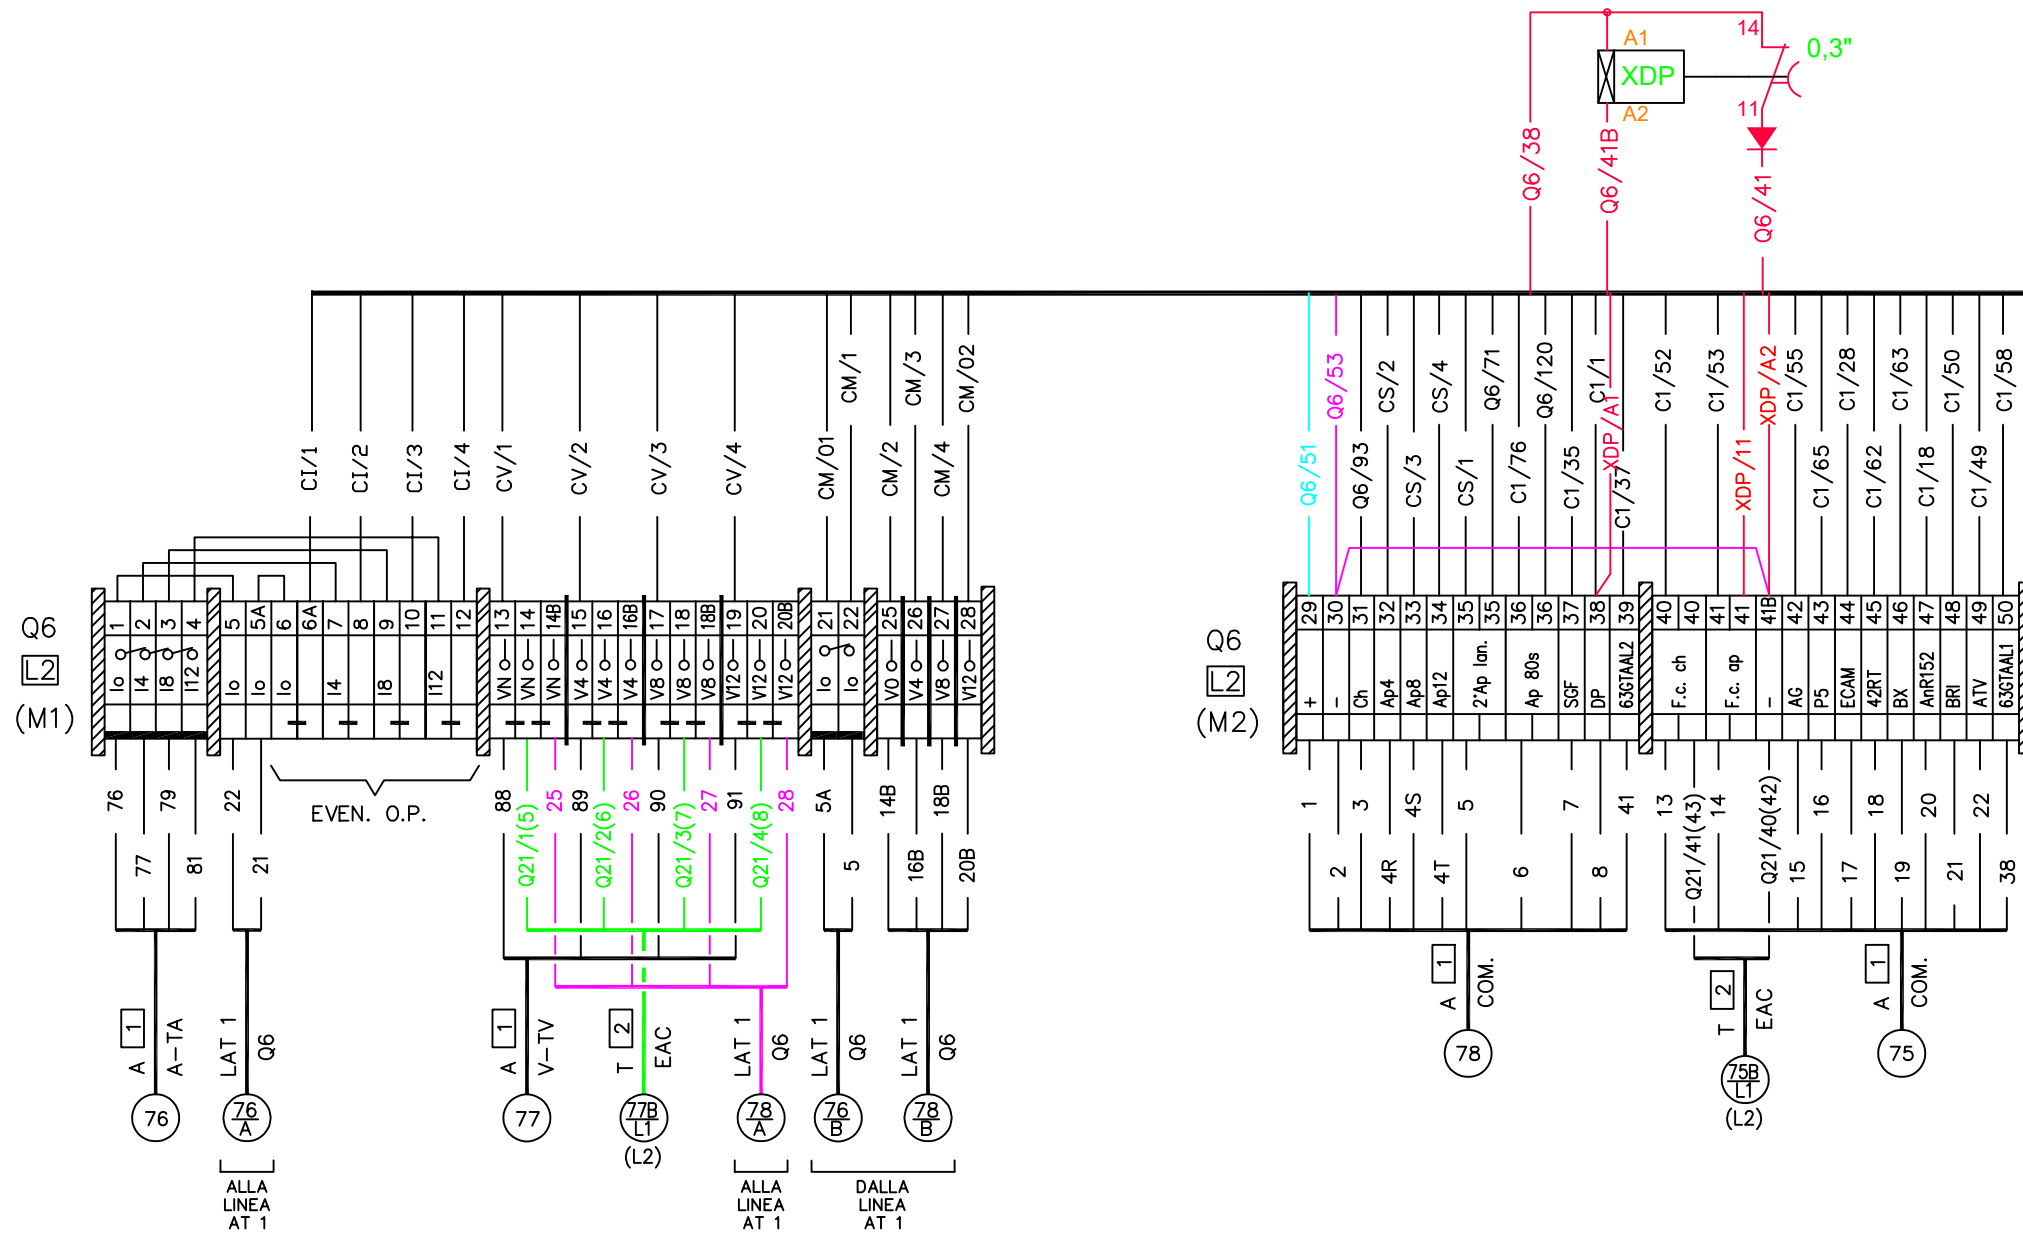 14
A1
0,3"
XDP
11
A2
Q6/38
Q6/41B
Q6/41
CI/1
CI/2
CI/3
CI/4
CV/1
CV/2
CV/3
CV/4
CM/01
CM/1
CM/2
CM/3
CM/4
CM/02
Q6/51
Q6/53
Q6/93
CS/2
CS/3
CS/4
CS/1
Q6/71
C1/76
Q6/120
C1/35
C1/1
XDP/A1
C1/37
C1/52
C1/53
XDP/11
XDP/A2
C1/55
C1/65
C1/28
C1/62
C1/63
C1/18
C1/50
C1/49
C1/58
Q6
L2
(M1)
1 2 3 4 5 5A 6 6A 7 8 9 10 11 12 13 14 14B 15 16 16B 17 18 18B 19 20 20B 21 22 25 26 27 28
Io I4 I8 I12 Io Io Io I4 I8 I12 VN VN VN V4 V4 V4 V8 V8 V8 V12 V12 V12 Io Io V0 V4 V8 V12
Q6
L2
(M2)
29 30 31 32 33 34 35 35 36 36 37 38 39 40 40 41 41 41B 42 43 44 45 46 47 48 49 50
+ - Ch Ap4 Ap8 Ap12 2°Ap lan. Ap 80s SGF DP 63GTAAL2 F.c. ch F.c. ap - AG P5 ECAM 42RT BX AnR152 BRI ATV 63GTAAL1
76
77
79
81
22
21
EVEN. O.P.
88
Q21/1(5)
25
89
Q21/2(6)
26
90
Q21/3(7)
27
91
Q21/4(8)
28
5A
5
14B
16B
18B
20B
1
2
3
4R
4S
4T
5
6
7
8
41
13
Q21/41(43)
14
Q21/40(42)
15
16
17
18
19
20
21
22
38
A 1
A-TA
76
LAT 1
Q6
76
A
ALLA
LINEA
AT 1
A 1
V-TV
77
T 2
EAC
77B
L1
(L2)
LAT 1
Q6
78
A
ALLA
LINEA
AT 1
LAT 1
Q6
76
B
LAT 1
Q6
78
B
DALLA
LINEA
AT 1
A 1
COM.
78
T 2
EAC
75B
L1
(L2)
A 1
COM.
75